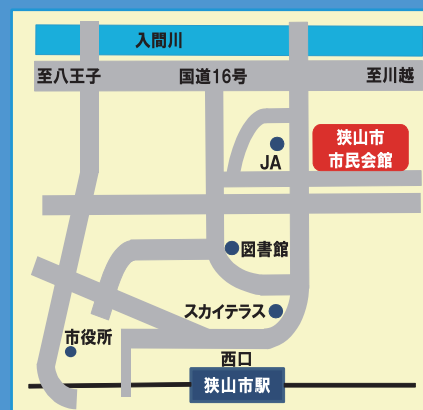 入間川
至八王子
国道16号
至川越
狭山市
市民会館
JA
図書館
スカイテラス
市役所
西口
狭山市駅